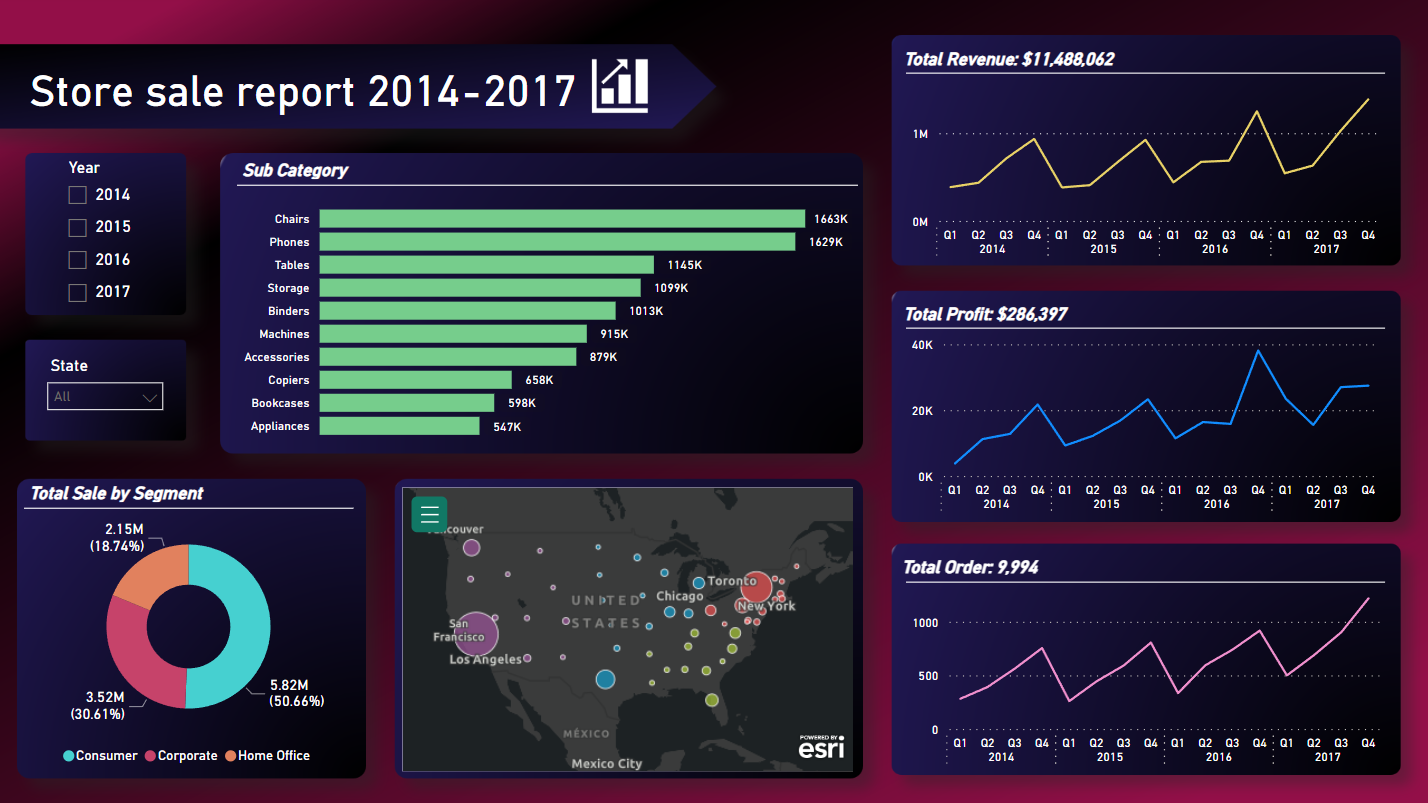 Store sale report 2014-2017
Year
2014
2015
2016
2017
State
All
Sub Category
Chairs 1663K
Phones 1629K
Tables 1145K
Storage 1099K
Binders 1013K
Machines 915K
Accessories 879K
Copiers 658K
Bookcases 598K
Appliances 547K
Total Sale by Segment
2.15M
(18.74%)
3.52M
(30.61%)
5.82M
(50.66%)
Consumer Corporate Home Office
ncouver
Toronto
Chicago
UNITED
New York
STATES
San
Francisco
Los Angeles
MÉXICO
Mexico City
POWERED BY
esri
Total Revenue: $11,488,062
1M
0M
Q1 Q2 Q3 Q4 Q1 Q2 Q3 Q4 Q1 Q2 Q3 Q4 Q1 Q2 Q3 Q4
2014 2015 2016 2017
Total Profit: $286,397
40K
20K
0K
Q1 Q2 Q3 Q4 Q1 Q2 Q3 Q4 Q1 Q2 Q3 Q4 Q1 Q2 Q3 Q4
2014 2015 2016 2017
Total Order: 9,994
1000
500
0
Q1 Q2 Q3 Q4 Q1 Q2 Q3 Q4 Q1 Q2 Q3 Q4 Q1 Q2 Q3 Q4
2014 2015 2016 2017